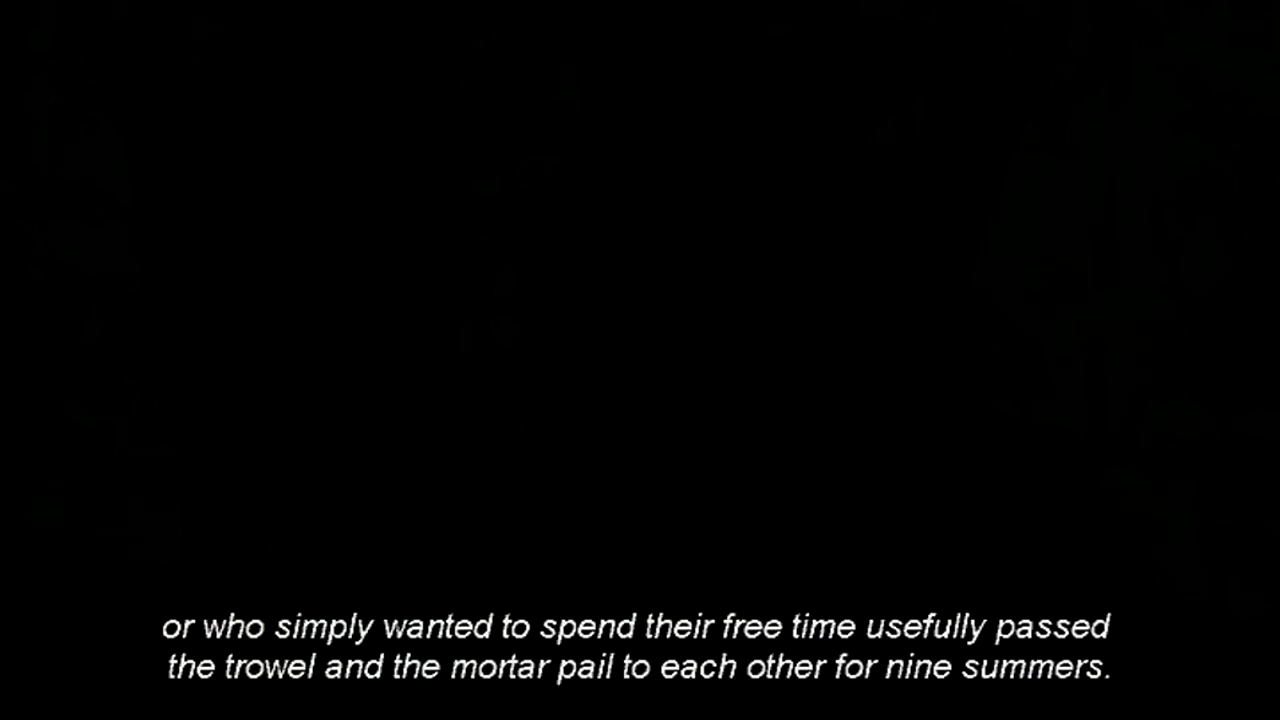 or who simply wanted to spend their free time usefully passed
the trowel and the mortar pail to each other for nine summers.